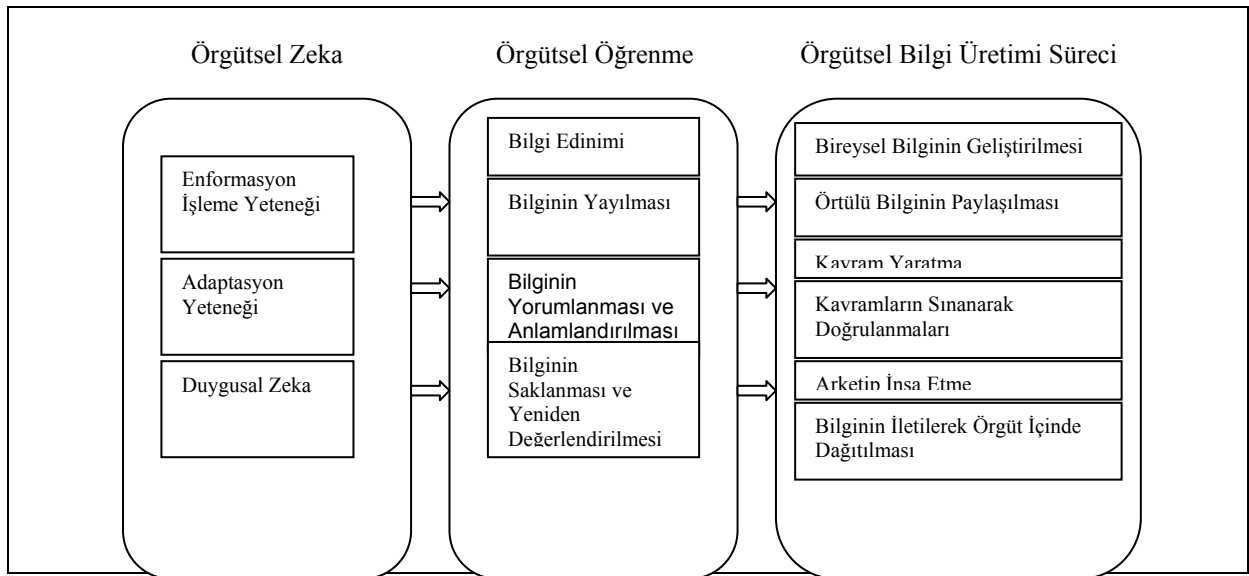 Örgütsel Zeka
Örgütsel Öğrenme
Örgütsel Bilgi Üretimi Süreci
Enformasyon
İşleme Yeteneği
Adaptasyon
Yeteneği
Duygusal Zeka
Bilgi Edinimi
Bilginin Yayılması
Bilginin
Yorumlanması ve
Anlamlandırılması
Bilginin
Saklanması ve
Yeniden
Değerlendirilmesi
Bireysel Bilginin Geliştirilmesi
Örtülü Bilginin Paylaşılması
Kavram Yaratma
Kavramların Sınanarak
Doğrulanmaları
Arketip İnşa Etme
Bilginin İletilerek Örgüt İçinde
Dağıtılması